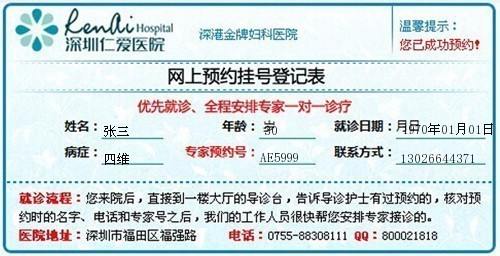 RenAi Hospital
深圳仁爱医院
深港金牌妇科医院
温馨提示：
您已成功预约！
网上预约挂号登记表
优先就诊、全程安排专家一对一诊疗
姓名： 张三 年龄： 30 岁 就诊日期： 1970年01月01日
病症： 四维 专家预约号： AE5999 联系方式： 13026644371
就诊流程：您来院后，直接到一楼大厅的导诊台，告诉导诊护士有过预约的，核对预
约时的名字、电话和专家号之后，我们的工作人员很快帮您安排专家接诊的。
医院地址：深圳市福田区福强路 电话：0755-88308111 QQ：800021818